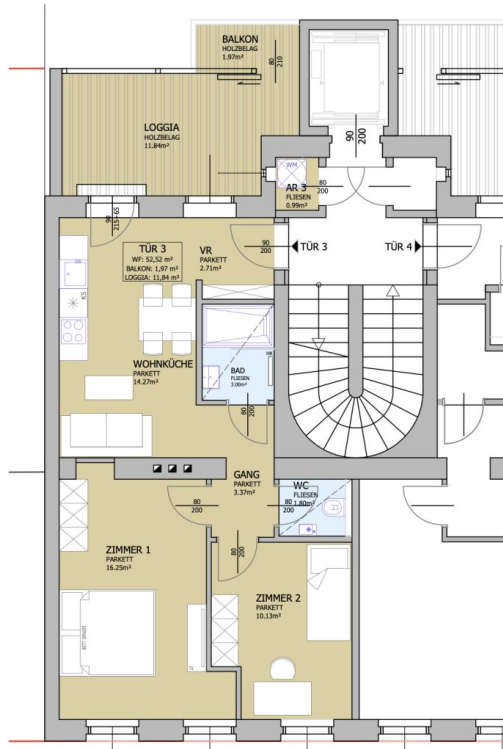 BALKON
HOLZBELAG
1.97m²
80
210
LOGGIA
HOLZBELAG
11.84m²
90
200
WM
AR 3
FLIESEN
0.99m²
80
200
90
215+65
TÜR 3
WF: 52,52 m
BALKON: 1,97 m²
LOGGIA: 11,84 m²
VR
PARKETT
2.71m²
90
200
TÜR 3
TÜR 4
KS
WOHNKÜCHE
PARKETT
14.27m²
BAD
FLIESEN
3.00m²
80
200
GANG
PARKETT
3.37m²
WC
FLIESEN
1.80m²
80
200
80
200
80
200
ZIMMER 1
PARKETT
16.25m²
ZIMMER 2
PARKETT
10.13m²